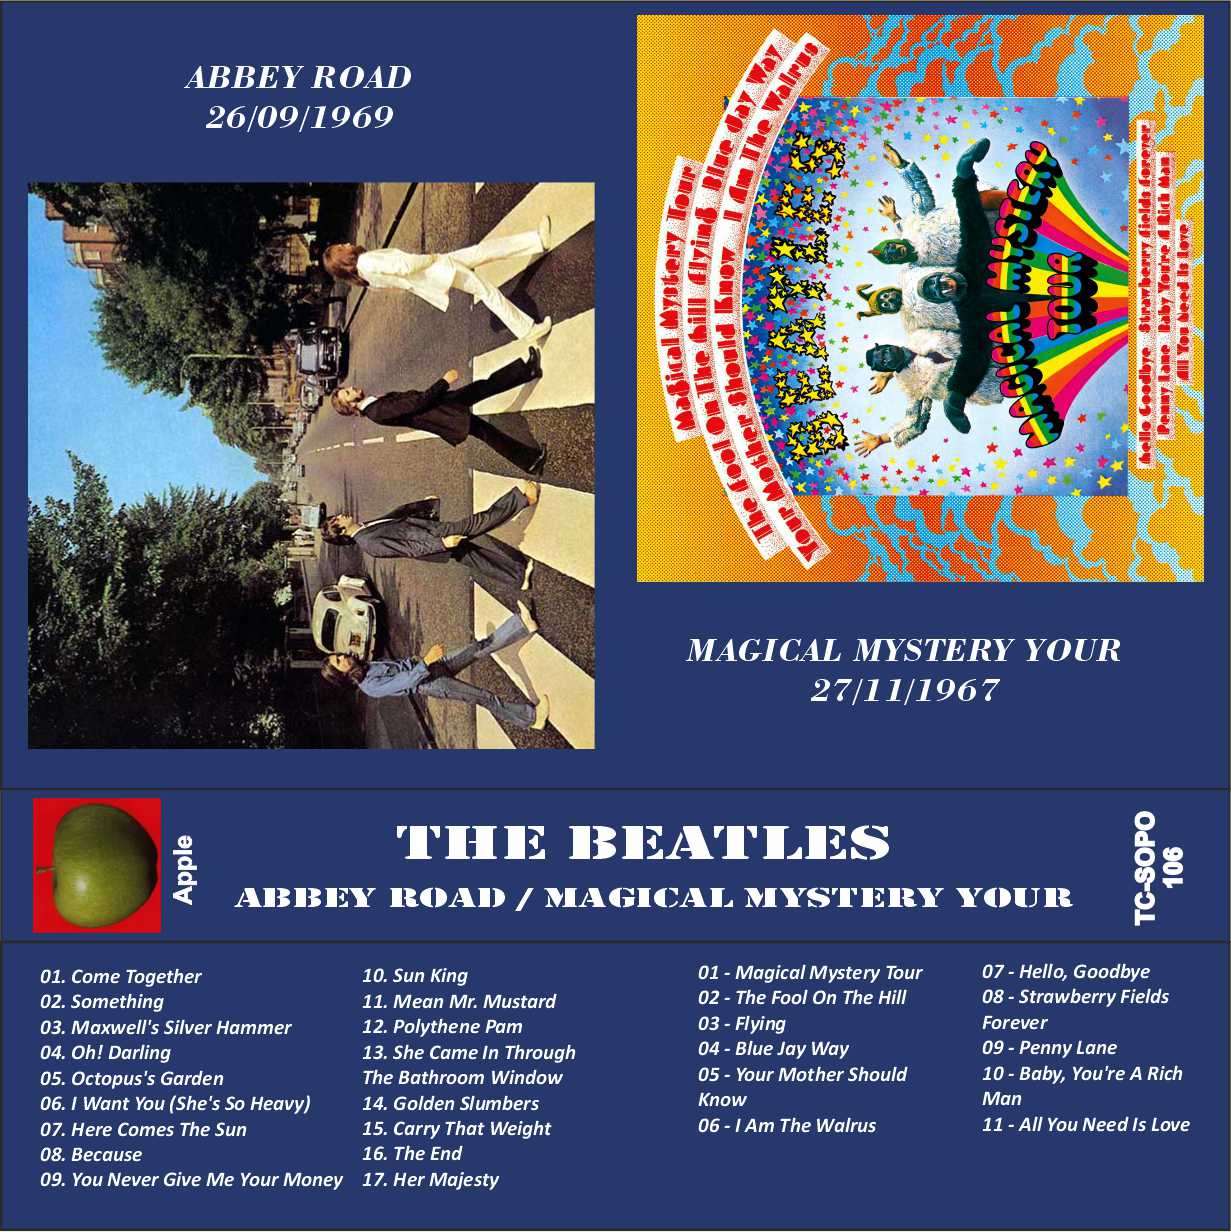 ABBEY ROAD
26/09/1969
Magical Mystery Tour
The Fool On The Hill Flying Blue Jay Way
Your Mother Should Know I Am The Walrus
BEATLES
MAGICAL MYSTERY
TOUR
Hello Goodbye Strawberry Fields Forever
Penny Lane Baby You're A Rich Man
All You Need Is Love
MAGICAL MYSTERY YOUR
27/11/1967
Apple
THE BEATLES
ABBEY ROAD / MAGICAL MYSTERY YOUR
TC-SOPO
106
01. Come Together
02. Something
03. Maxwell's Silver Hammer
04. Oh! Darling
05. Octopus's Garden
06. I Want You (She's So Heavy)
07. Here Comes The Sun
08. Because
09. You Never Give Me Your Money
10. Sun King
11. Mean Mr. Mustard
12. Polythene Pam
13. She Came In Through
The Bathroom Window
14. Golden Slumbers
15. Carry That Weight
16. The End
17. Her Majesty
01 - Magical Mystery Tour
02 - The Fool On The Hill
03 - Flying
04 - Blue Jay Way
05 - Your Mother Should
Know
06 - I Am The Walrus
07 - Hello, Goodbye
08 - Strawberry Fields
Forever
09 - Penny Lane
10 - Baby, You're A Rich
Man
11 - All You Need Is Love